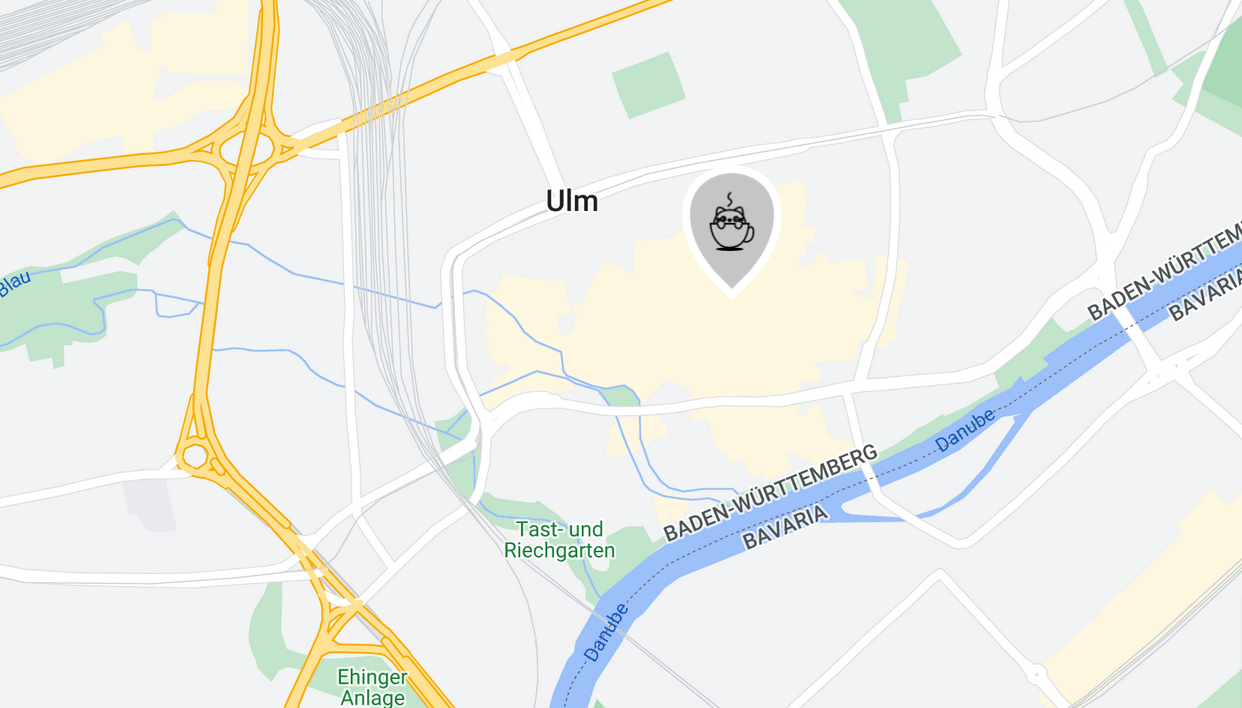 Ulm
BADEN-WÜRTTEM
BAVARIA
Blau
Danube
BADEN-WÜRTTEMBERG
BAVARIA
Tast- und
Riechgarten
Danube
Ehinger
Anlage